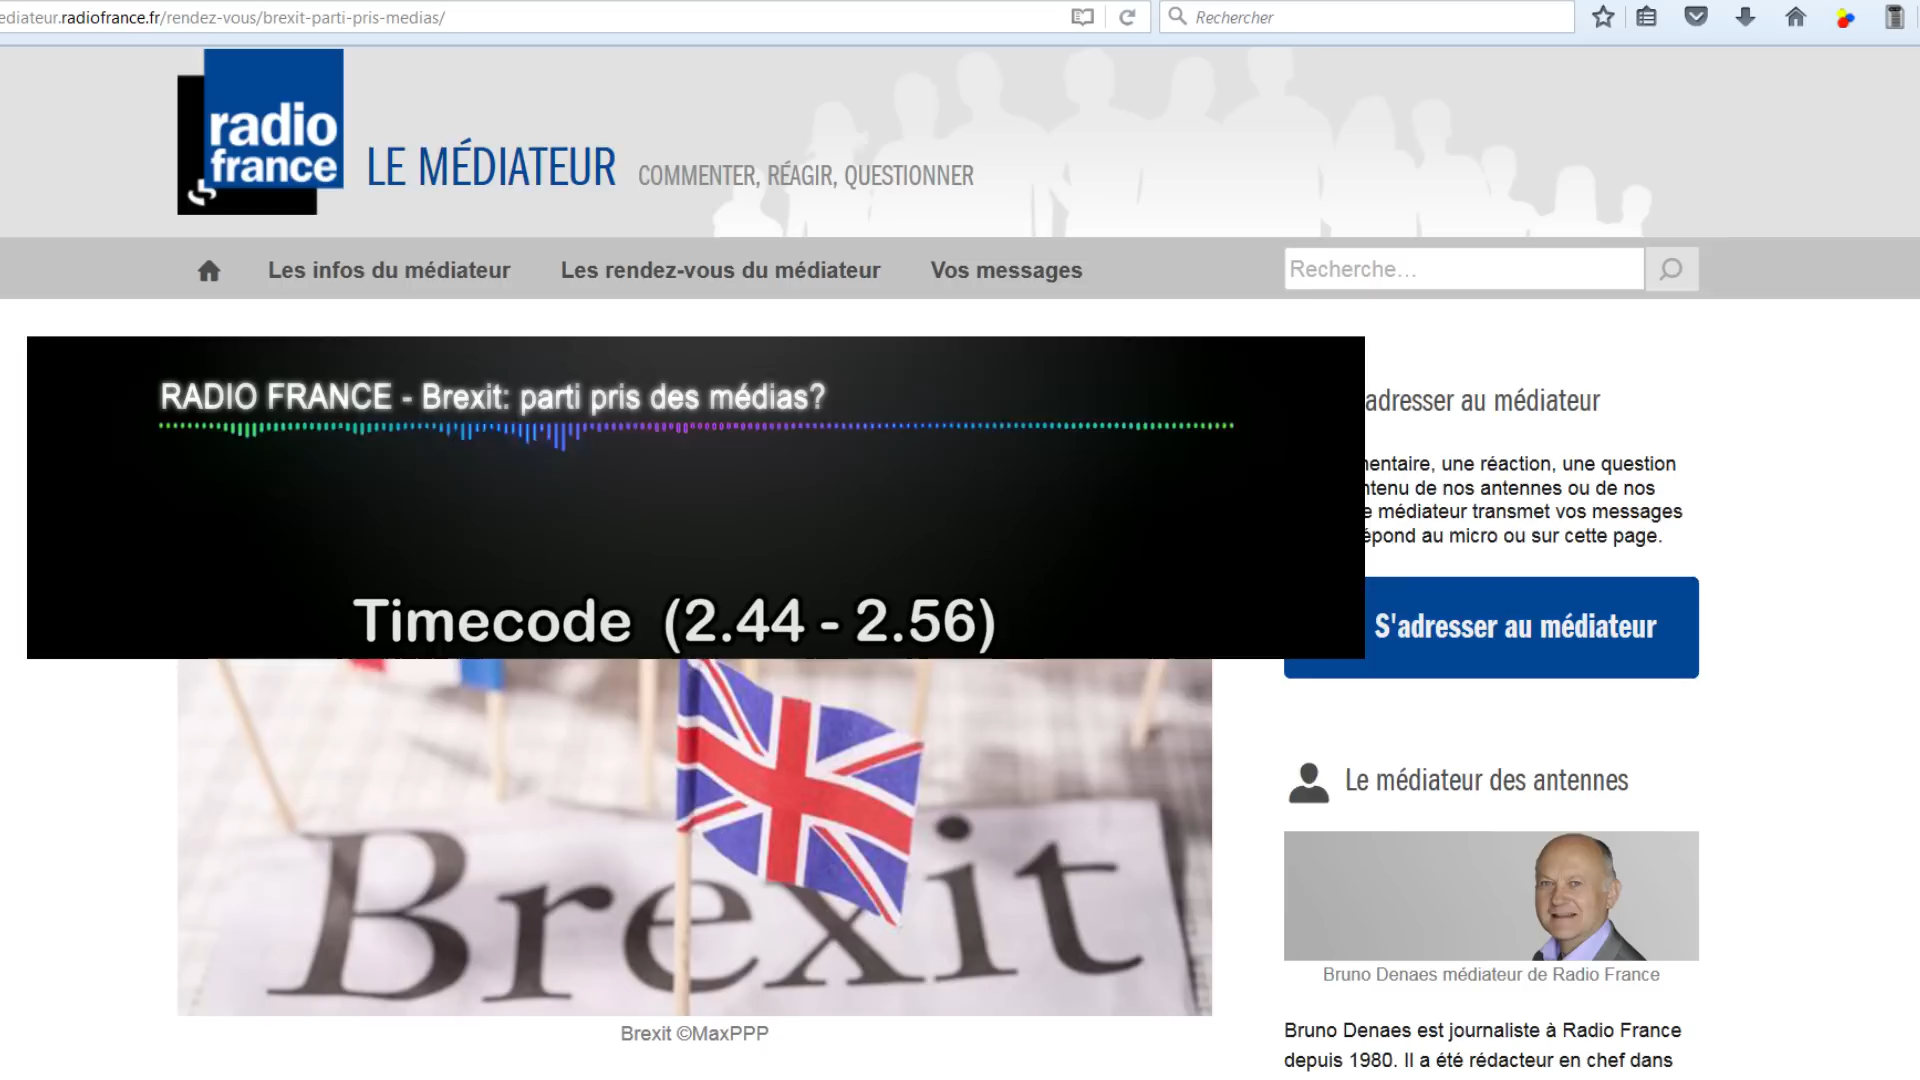 ediateur.radiofrance.fr/rendez-vous/brexit-parti-pris-medias/
Rechercher
radio
france
LE MÉDIATEUR
COMMENTER, RÉAGIR, QUESTIONNER
Les infos du médiateur
Les rendez-vous du médiateur
Vos messages
Recherche...
RADIO FRANCE - Brexit: parti pris des médias?
Timecode (2.44 - 2.56)
Brexit
Brexit ©MaxPPP
adresser au médiateur
entaire, une réaction, une question
ntenu de nos antennes ou de nos
e médiateur transmet vos messages
épond au micro ou sur cette page.
S'adresser au médiateur
Le médiateur des antennes
Bruno Denaes médiateur de Radio France
Bruno Denaes est journaliste à Radio France
depuis 1980. Il a été rédacteur en chef dans